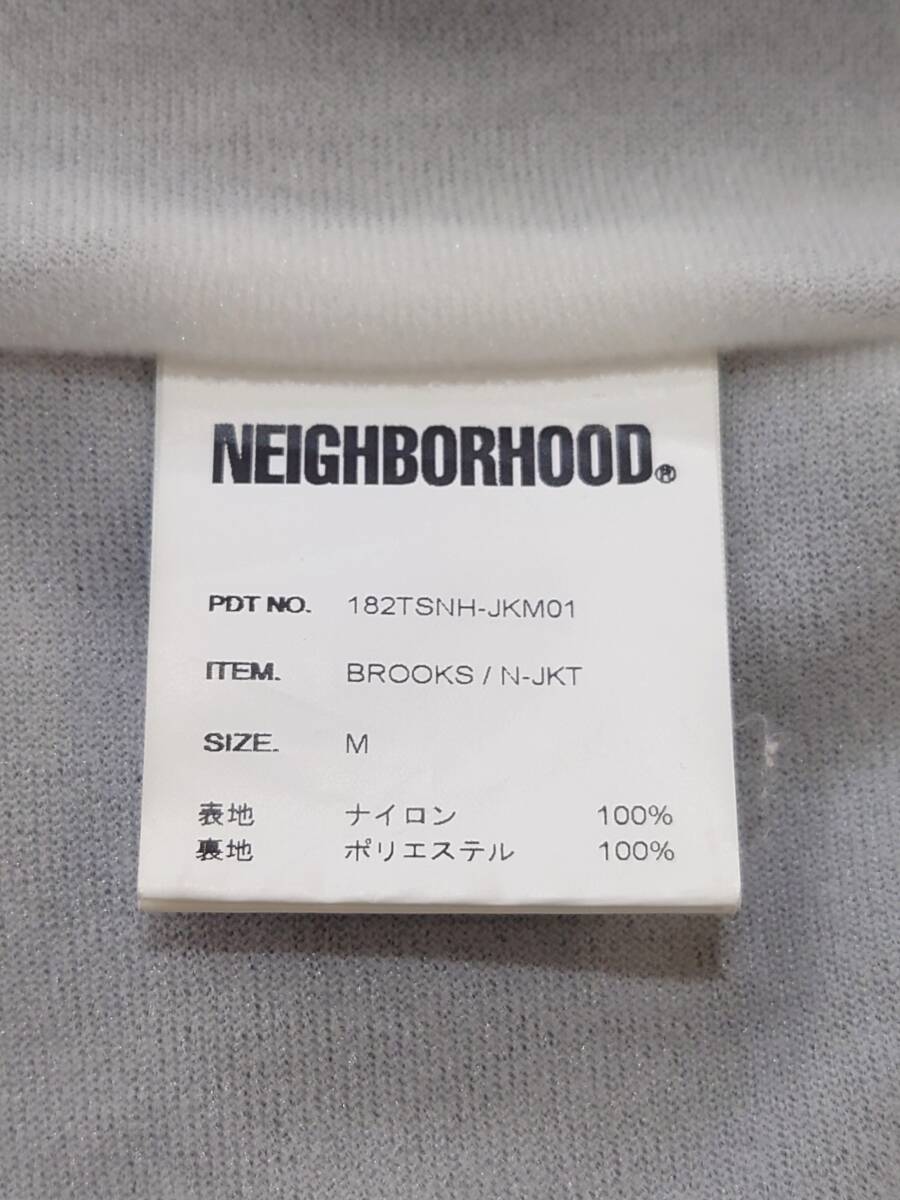 NEIGHBORHOOD®
PDT NO. 182TSNH-JKM01
ITEM. BROOKS / N-JKT
SIZE. M
表地 ナイロン 100%
裏地 ポリエステル 100%